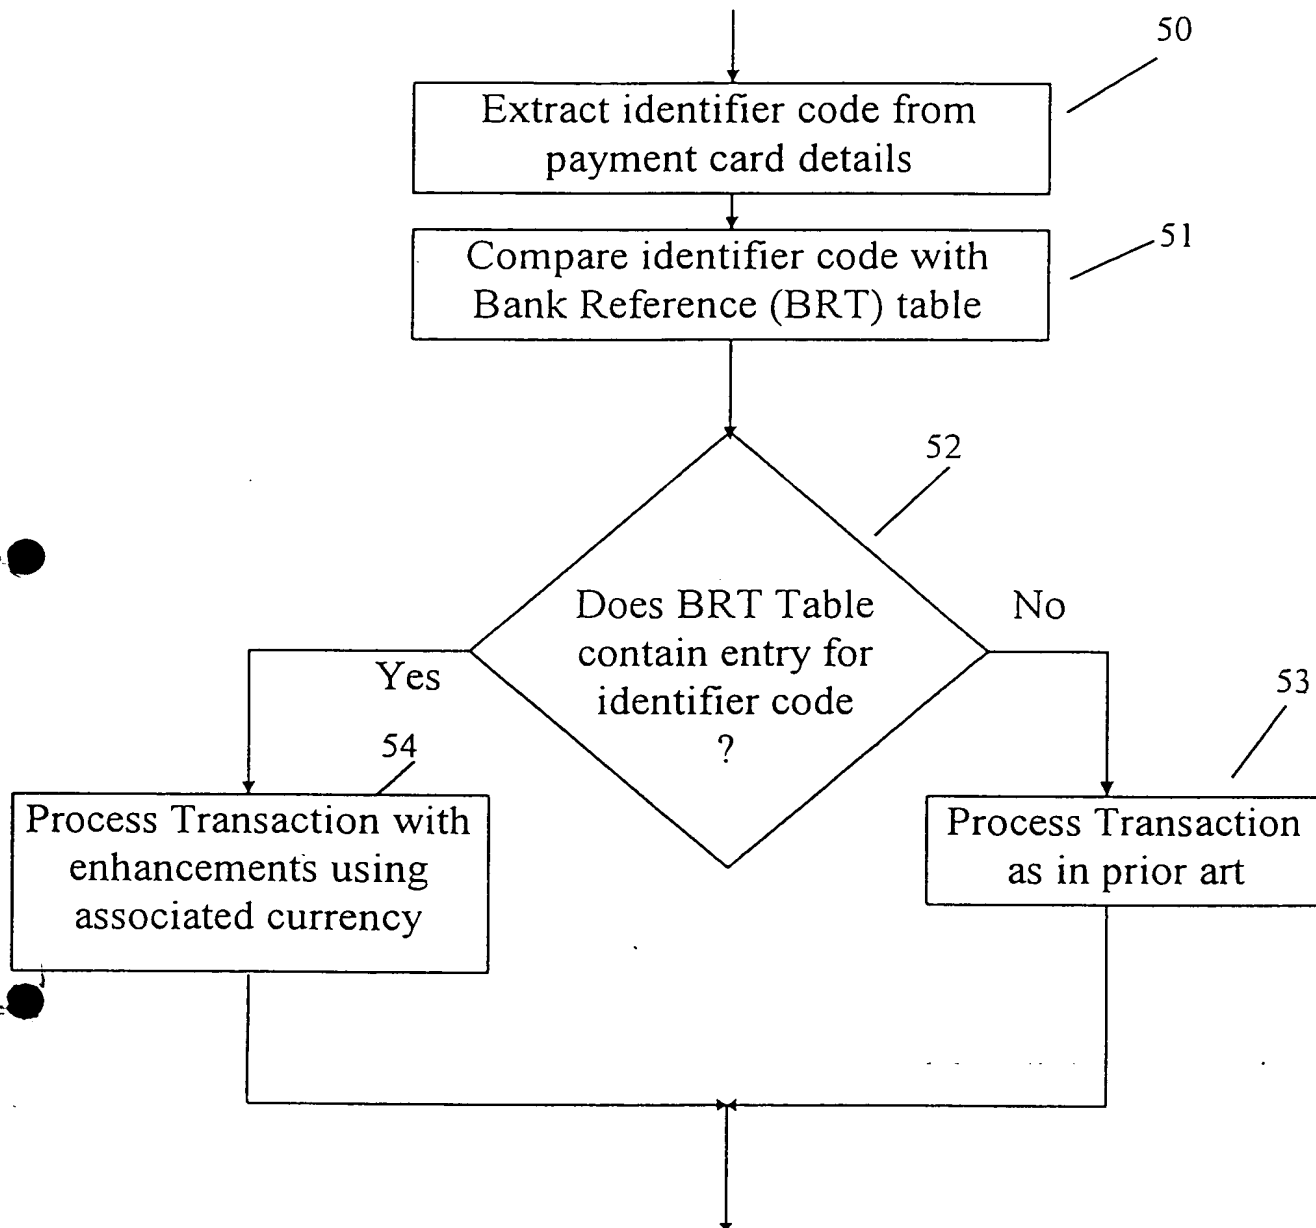 50
Extract identifier code from
payment card details
51
Compare identifier code with
Bank Reference (BRT) table
52
Does BRT Table
contain entry for
identifier code
?
No
Yes
53
54
Process Transaction with
enhancements using
associated currency
Process Transaction
as in prior art